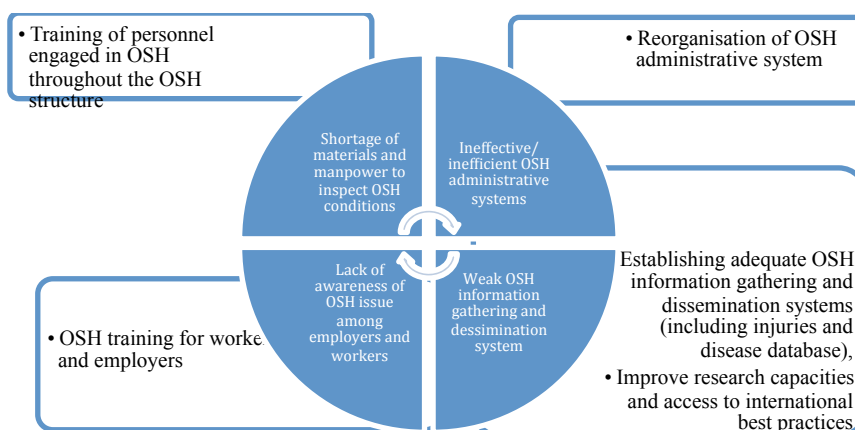 • Training of personnel
engaged in OSH
throughout the OSH
structure
• Reorganisation of OSH
administrative system
Shortage of
materials and
manpower to
inspect OSH
conditions
Ineffective/
inefficient OSH
administrative
systems
Lack of
awareness of
OSH issue
among
employers and
workers
Weak OSH
information
gathering and
dessimination
system
• OSH training for worke
and employers
Establishing adequate OSH
information gathering and
dissemination systems
(including injuries and
disease database),
• Improve research capacities
and access to international
best practices